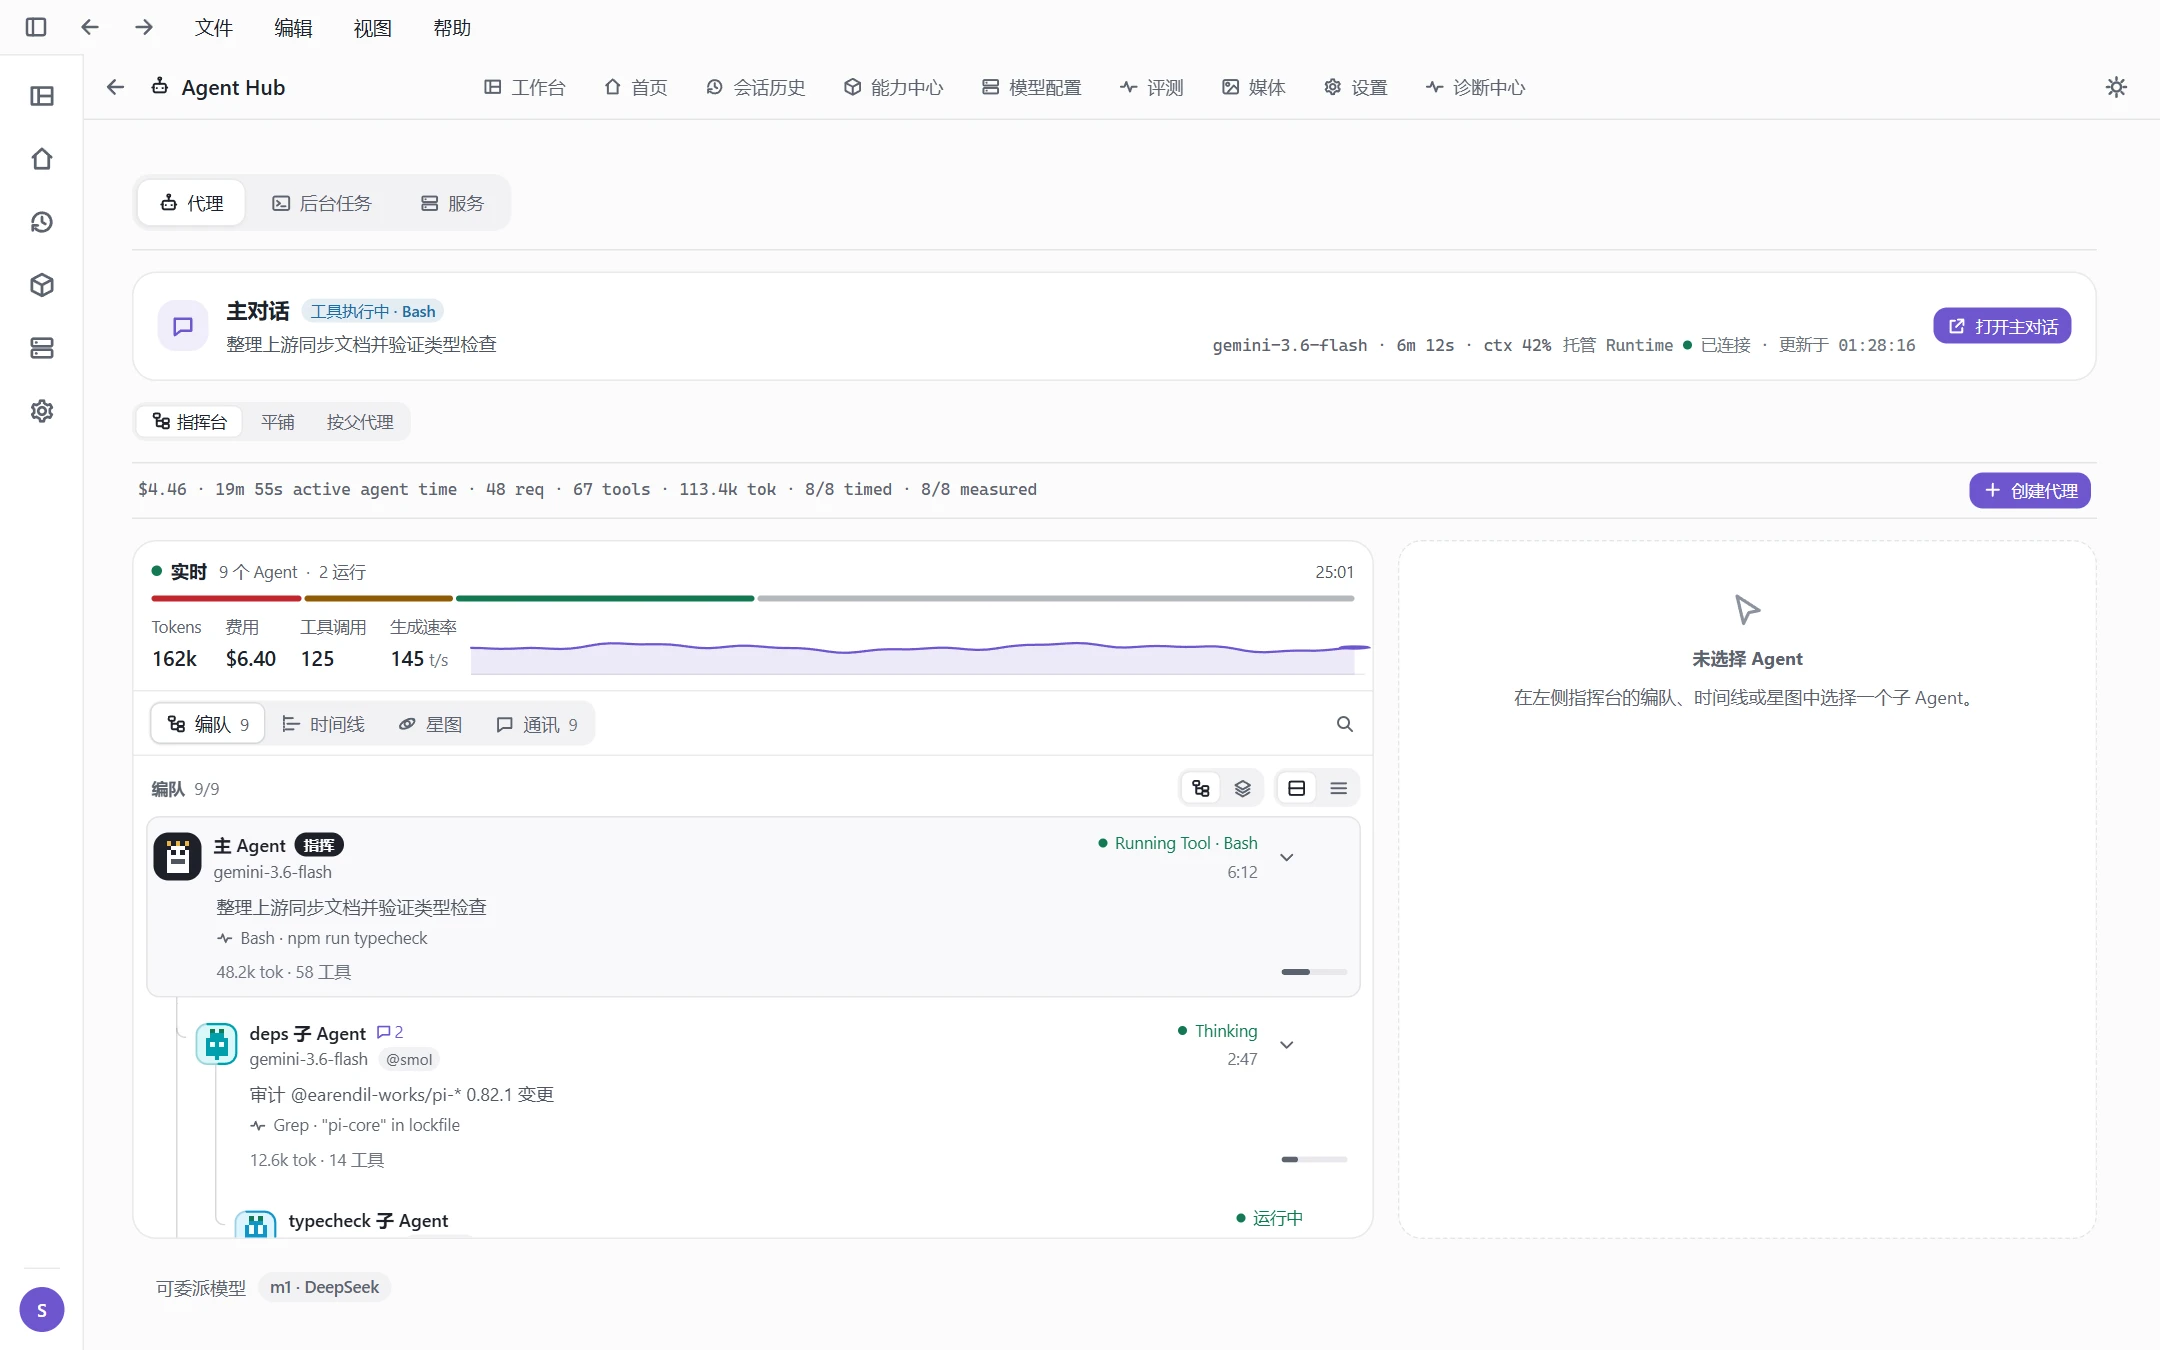 文件 编辑 视图 帮助
Agent Hub 工作台 首页 会话历史 能力中心 模型配置 评测 媒体 设置 诊断中心
代理 后台任务 服务
主对话 工具执行中 · Bash
整理上游同步文档并验证类型检查
gemini-3.6-flash · 6m 12s · ctx 42% 托管 Runtime 已连接 · 更新于 01:28:16
打开主对话
指挥台 平铺 按父代理
$4.46 · 19m 55s active agent time · 48 req · 67 tools · 113.4k tok · 8/8 timed · 8/8 measured
创建代理
实时 9 个 Agent · 2 运行 25:01
Tokens 费用 工具调用 生成速率
162k $6.40 125 145 t/s
编队 9 时间线 星图 通讯 9
编队 9/9
主 Agent 指挥 Running Tool · Bash
gemini-3.6-flash 6:12
整理上游同步文档并验证类型检查
Bash · npm run typecheck
48.2k tok · 58 工具
deps 子 Agent 2 Thinking
gemini-3.6-flash @smol 2:47
审计 @earendil-works/pi-* 0.82.1 变更
Grep · "pi-core" in lockfile
12.6k tok · 14 工具
typecheck 子 Agent 运行中
未选择 Agent
在左侧指挥台的编队、时间线或星图中选择一个子 Agent。
可委派模型 m1 · DeepSeek
S